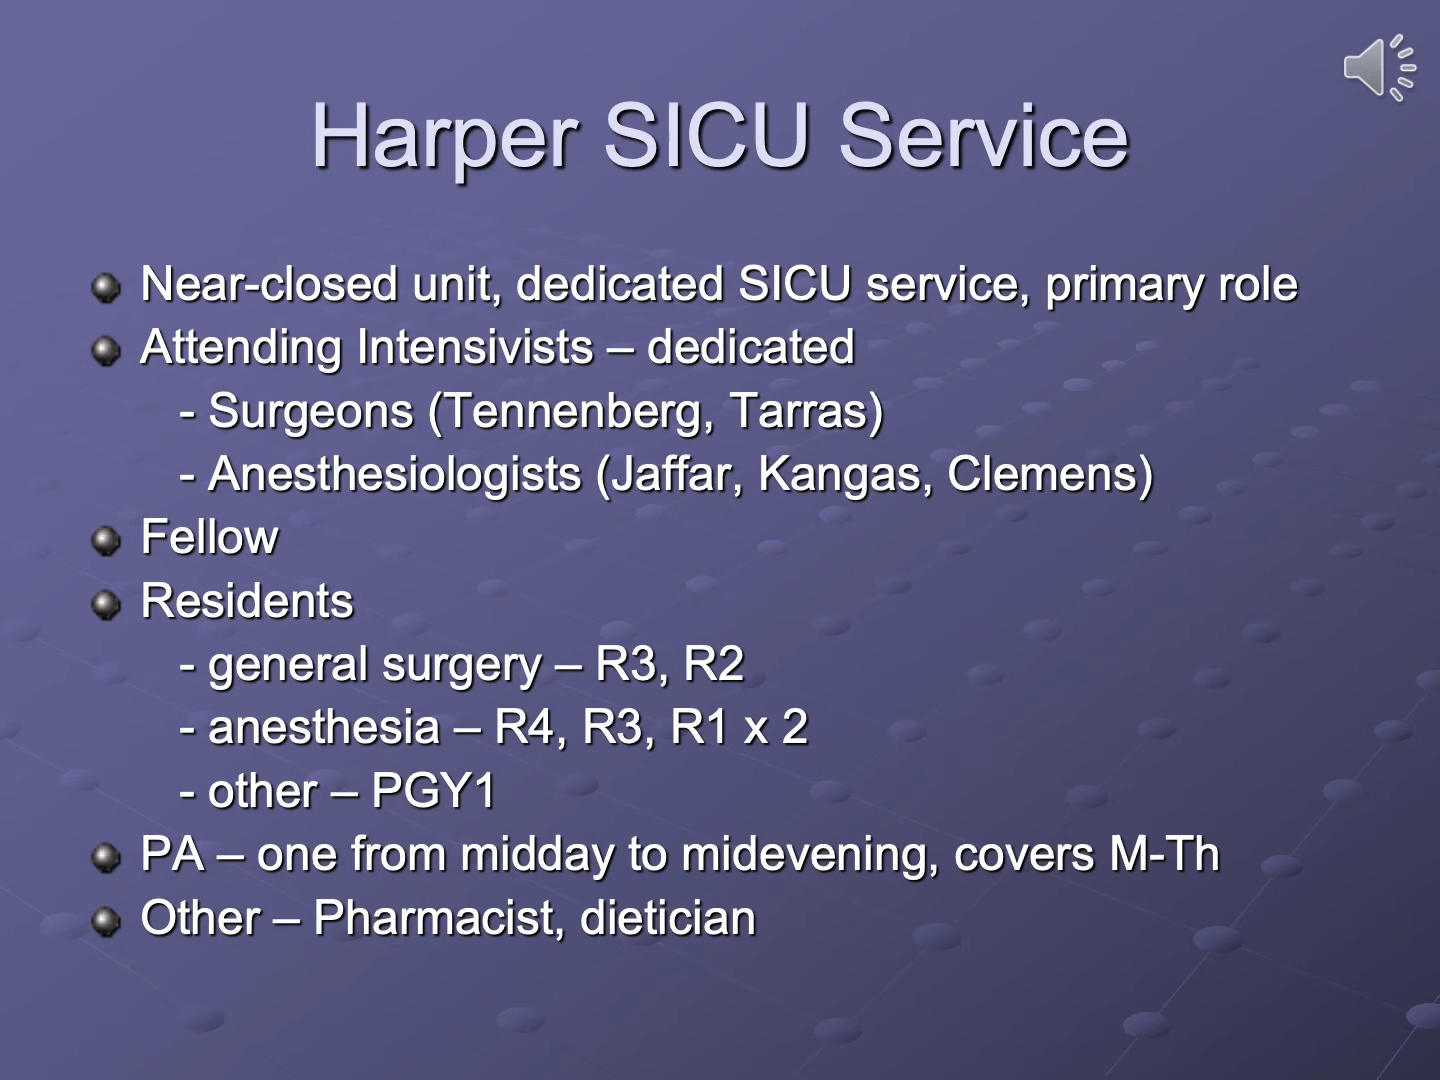 Harper SICU Service
Near-closed unit, dedicated SICU service, primary role
Attending Intensivists – dedicated
- Surgeons (Tennenberg, Tarras)
- Anesthesiologists (Jaffar, Kangas, Clemens)
Fellow
Residents
- general surgery – R3, R2
- anesthesia – R4, R3, R1 x 2
- other – PGY1
PA – one from midday to midevening, covers M-Th
Other – Pharmacist, dietician